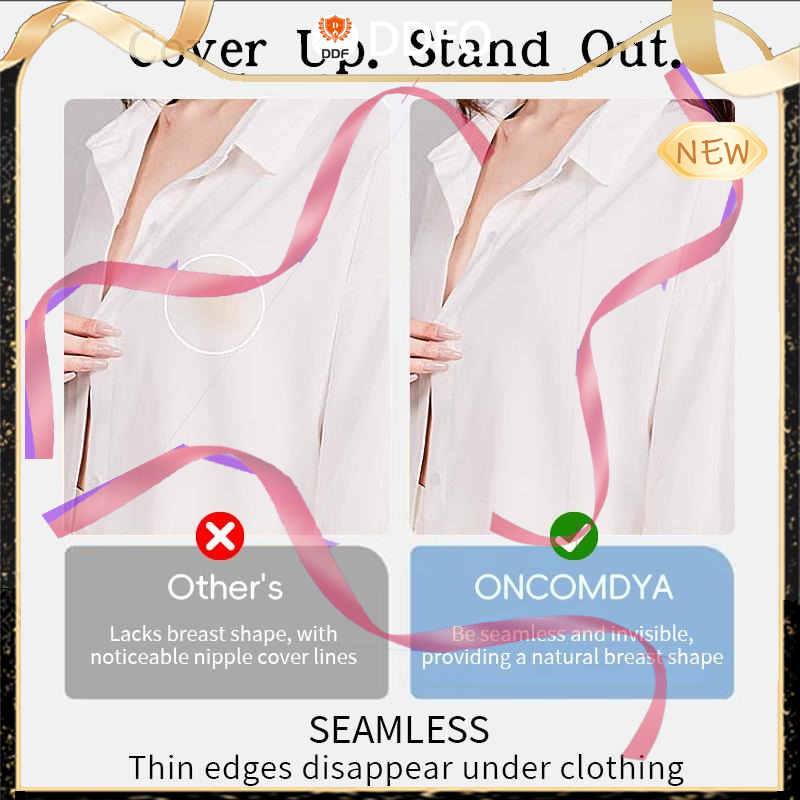 DDF
Cover Up. Stand Out.
NEW
Other's
Lacks breast shape, with
noticeable nipple cover lines
ONCOMDYA
Be seamless and invisible,
providing a natural breast shape
SEAMLESS
Thin edges disappear under clothing